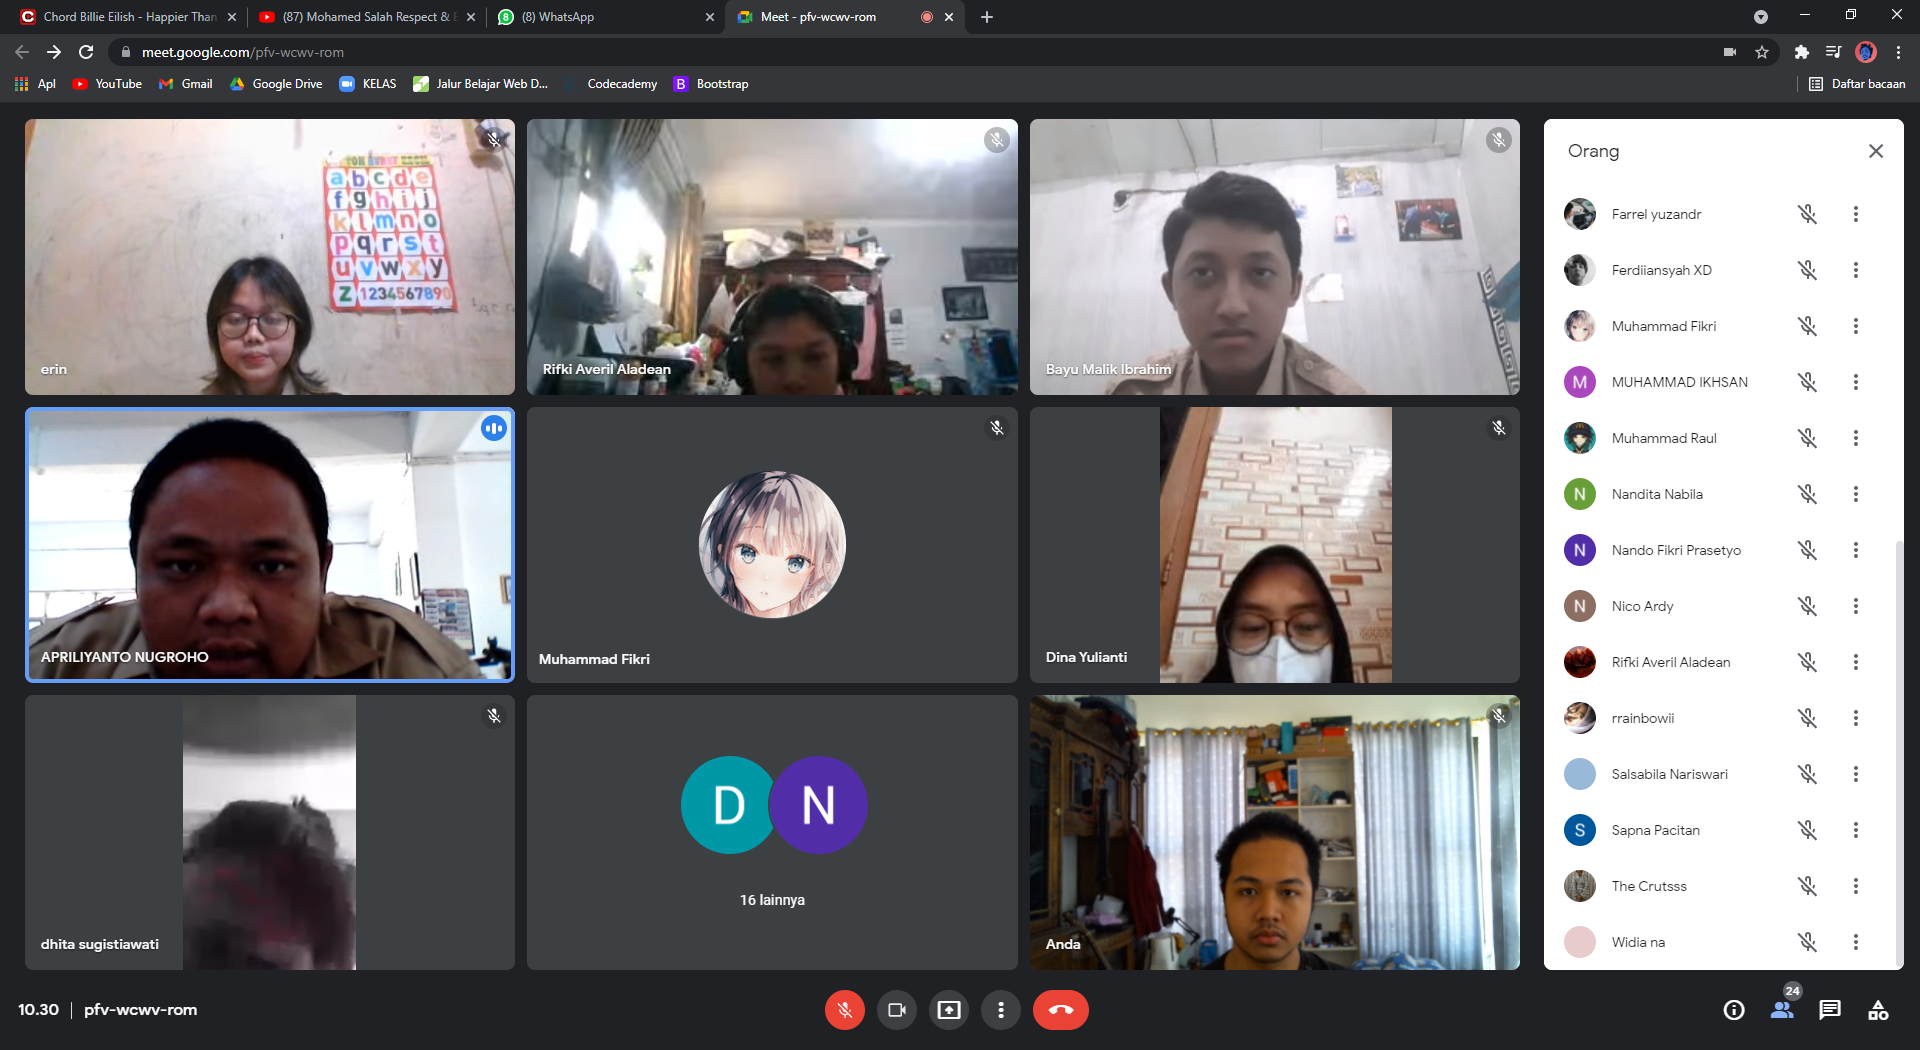 Chord Billie Eilish - Happier Than
(87) Mohamed Salah Respect & E
(8) WhatsApp
Meet - pfv-wcwv-rom
meet.google.com/pfv-wcwv-rom
Apl
YouTube
Gmail
Google Drive
KELAS
Jalur Belajar Web D...
Codecademy
B
Bootstrap
Daftar bacaan
a b c d e
f g h i j
k l m n o
p q r s t
u v w x y
z 1234567890
erin
Rifki Averil Aladean
Bayu Malik Ibrahim
APRILIYANTO NUGROHO
Muhammad Fikri
Dina Yulianti
dhita sugistiawati
D N
16 lainnya
Anda
Orang
Farrel yuzandr
Ferdiiansyah XD
Muhammad Fikri
M MUHAMMAD IKHSAN
Muhammad Raul
N Nandita Nabila
N Nando Fikri Prasetyo
N Nico Ardy
Rifki Averil Aladean
rrainbowii
Salsabila Nariswari
S Sapna Pacitan
The Crutsss
Widia na
10.30 | pfv-wcwv-rom
24